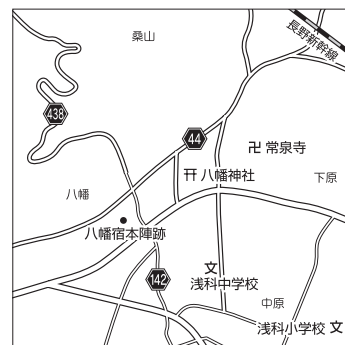 桑山
長野新幹線
438
44
卍 常泉寺
八幡神社
下原
八幡
八幡宿本陣跡
142
文
浅科中学校
中原
浅科小学校 文